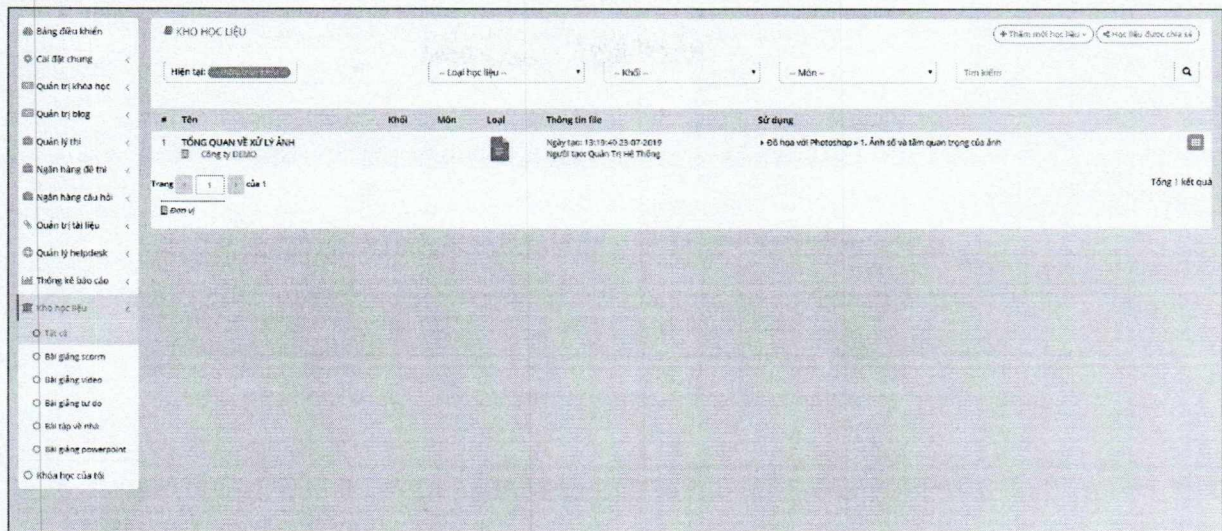 Bảng điều khiển
Cài đặt chung
Quản trị khóa học
Quản trị blog
Quản lý thi
Ngân hàng đề thi
Ngân hàng câu hỏi
Quản trị tài liệu
Quản lý helpdesk
Thống kê báo cáo
Kho học liệu
Tất cả
Bài giảng scorm
Bài giảng video
Bài giảng tự do
Bài tập về nhà
Bài giảng powerpoint
Khóa học của tôi
KHO HỌC LIỆU
+ Thêm mới học liệu
Học liệu được chia sẻ
Hiện tại:
-- Loại học liệu --
-- Khối --
-- Môn --
Tìm kiếm
# Tên Khối Môn Loại Thông tin file Sử dụng
1 TỔNG QUAN VỀ XỬ LÝ ẢNH
Công ty DEMO
Ngày tạo: 13:19:40 23-07-2019
Người tạo: Quản Trị Hệ Thống
Đồ họa với Photoshop » 1. Ảnh số và tầm quan trọng của ảnh
Trang 1 của 1
Tổng 1 kết quả
Đơn vị